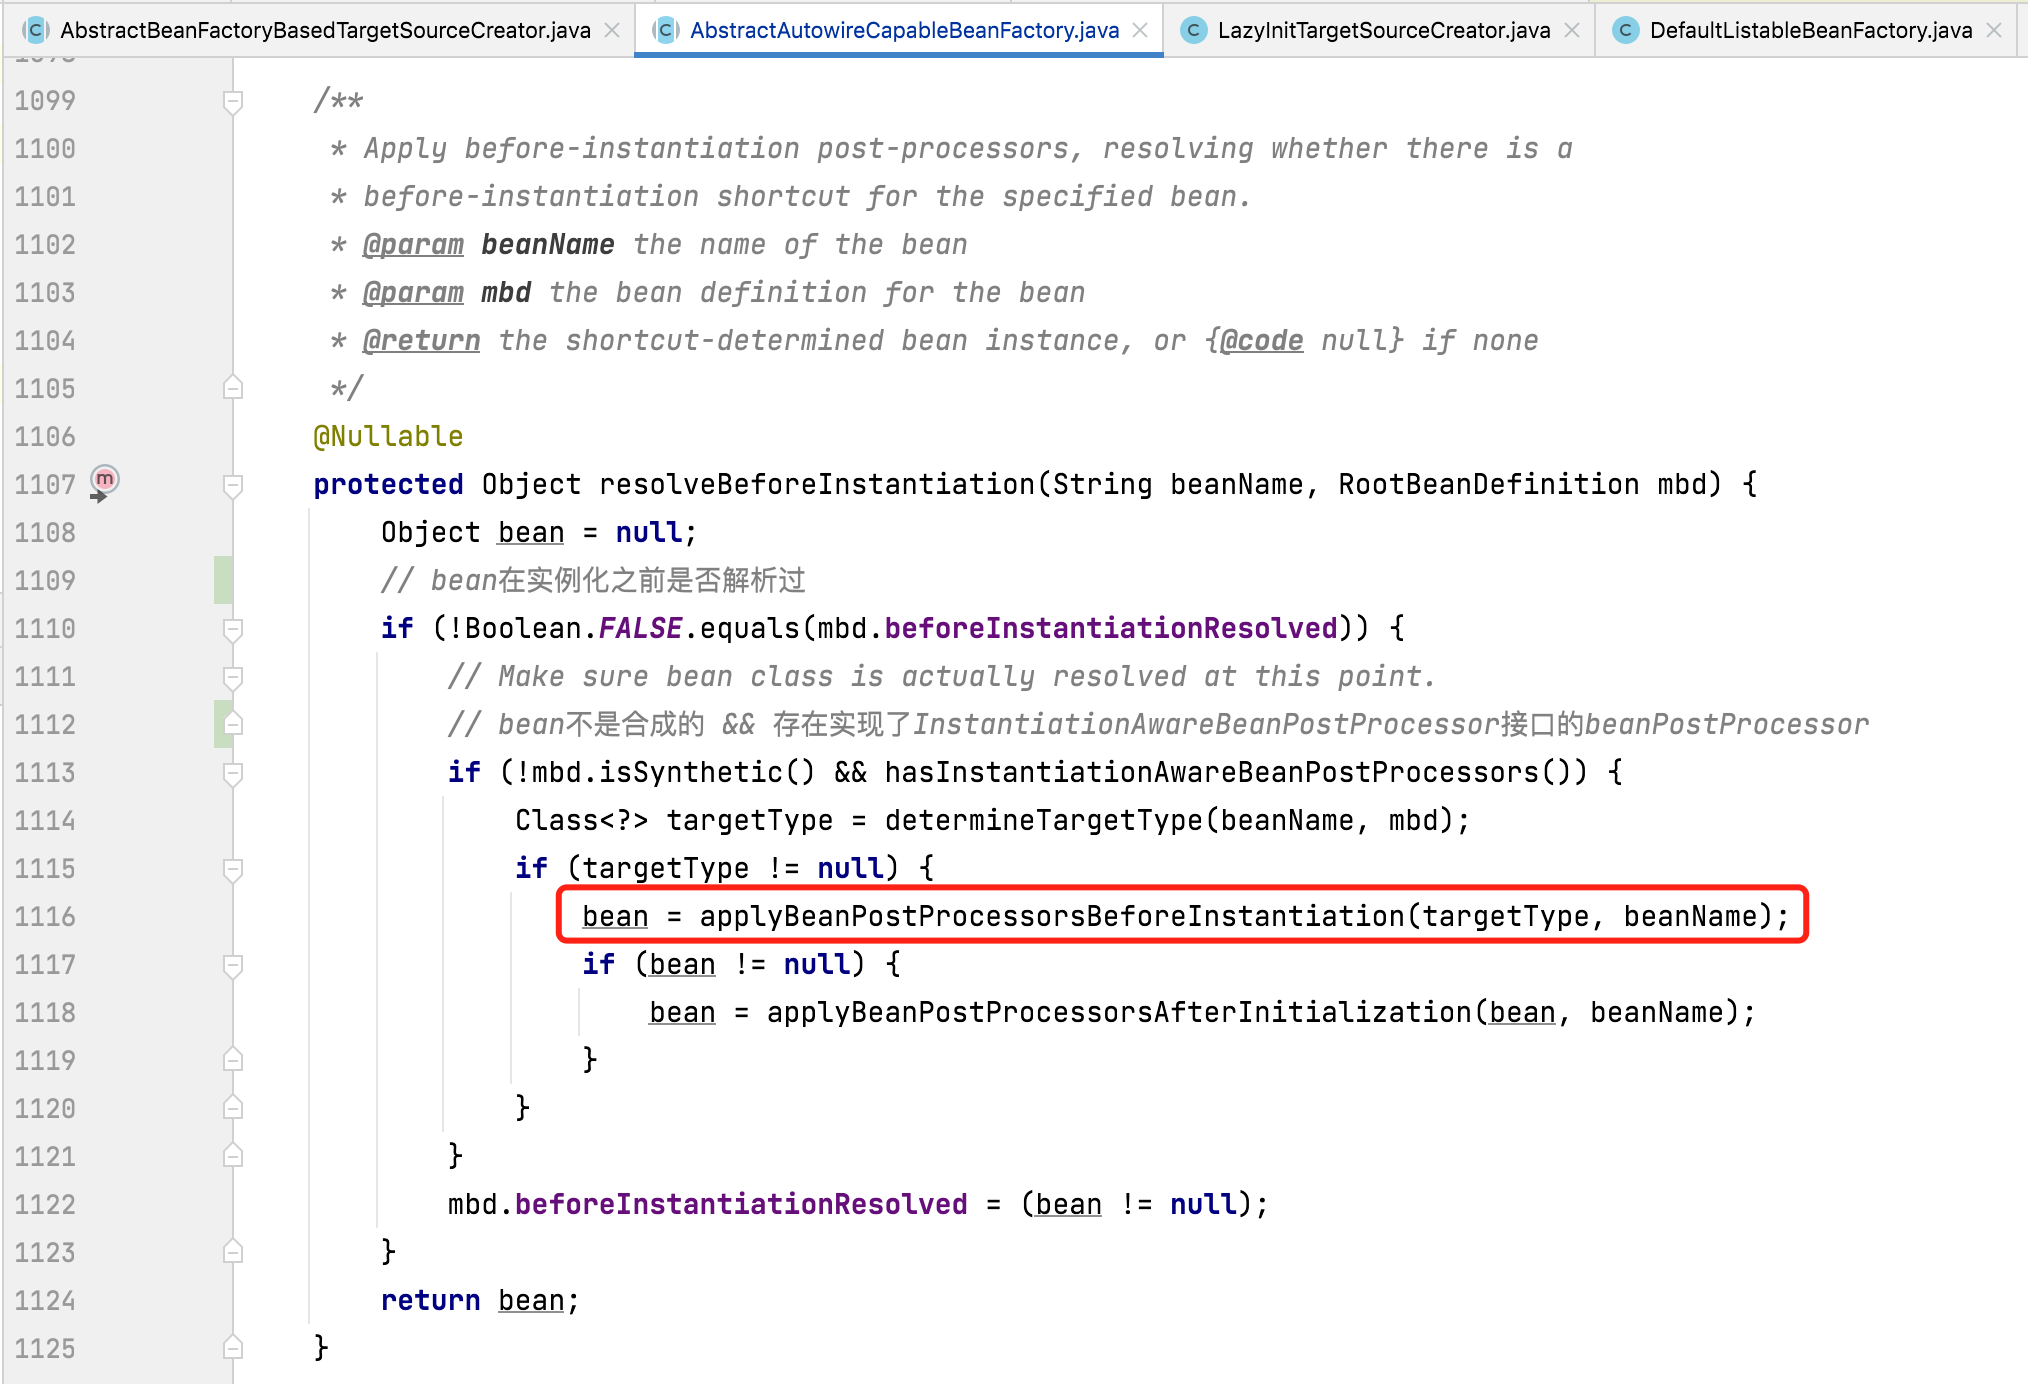 AbstractBeanFactoryBasedTargetSourceCreator.java AbstractAutowireCapableBeanFactory.java LazyInitTargetSourceCreator.java DefaultListableBeanFactory.java
1099 /**
1100 * Apply before-instantiation post-processors, resolving whether there is a
1101 * before-instantiation shortcut for the specified bean.
1102 * @param beanName the name of the bean
1103 * @param mbd the bean definition for the bean
1104 * @return the shortcut-determined bean instance, or {@code null} if none
1105 */
1106 @Nullable
1107 protected Object resolveBeforeInstantiation(String beanName, RootBeanDefinition mbd) {
1108 Object bean = null;
1109 // bean在实例化之前是否解析过
1110 if (!Boolean.FALSE.equals(mbd.beforeInstantiationResolved)) {
1111 // Make sure bean class is actually resolved at this point.
1112 // bean不是合成的 && 存在实现了InstantiationAwareBeanPostProcessor接口的beanPostProcessor
1113 if (!mbd.isSynthetic() && hasInstantiationAwareBeanPostProcessors()) {
1114 Class<?> targetType = determineTargetType(beanName, mbd);
1115 if (targetType != null) {
1116 bean = applyBeanPostProcessorsBeforeInstantiation(targetType, beanName);
1117 if (bean != null) {
1118 bean = applyBeanPostProcessorsAfterInitialization(bean, beanName);
1119 }
1120 }
1121 }
1122 mbd.beforeInstantiationResolved = (bean != null);
1123 }
1124 return bean;
1125 }